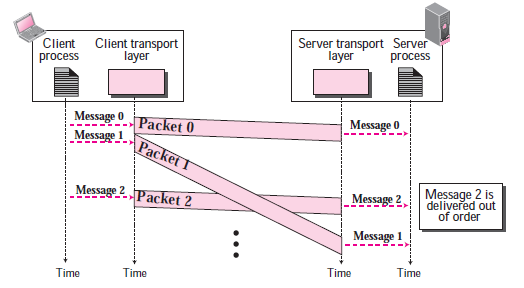 Client process
Client transport layer
Server transport layer
Server process
Message 0
Packet 0
Message 0
Message 1
Packet 1
Message 2
Packet 2
Message 2
Message 2 is
delivered out
of order
Message 1
Time
Time
Time
Time